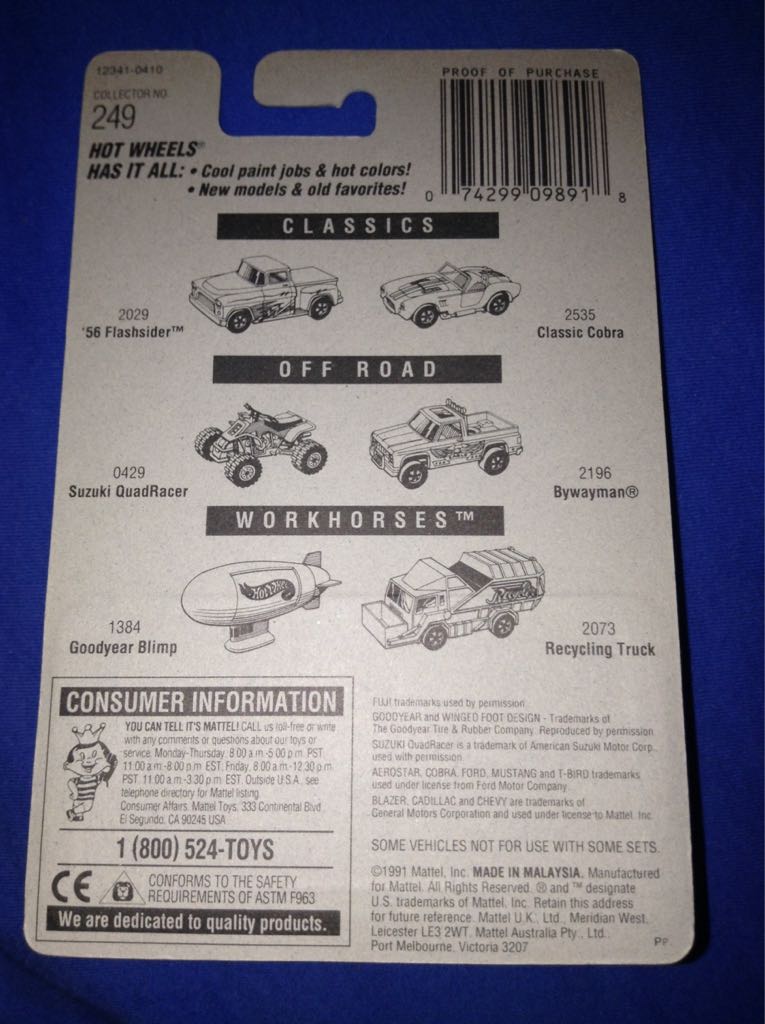 12341-0410
PROOF OF PURCHASE
COLLECTOR NO.
249
HOT WHEELS®
HAS IT ALL: • Cool paint jobs & hot colors!
• New models & old favorites!
0 74299 09891 8
CLASSICS
2029
'56 Flashsider™
2535
Classic Cobra
OFF ROAD
0429
Suzuki QuadRacer
2196
Bywayman®
WORKHORSES™
Hot Wheels
1384
Goodyear Blimp
2073
Recycling Truck
CONSUMER INFORMATION
YOU CAN TELL IT'S MATTEL! CALL us toll-free or write
with any comments or questions about our toys or
service. Monday-Thursday, 8:00 a.m.-5:00 p.m. PST.
11:00 a.m.-8:00 p.m. EST. Friday, 8:00 a.m.-12:30 p.m.
PST. 11:00 a.m.-3:30 p.m. EST. Outside U.S.A., see
telephone directory for Mattel listing.
Consumer Affairs, Mattel Toys, 333 Continental Blvd.
El Segundo, CA 90245 USA
1 (800) 524-TOYS
CE
CONFORMS TO THE SAFETY
REQUIREMENTS OF ASTM F963
We are dedicated to quality products.
FUJI trademarks used by permission.
GOODYEAR and WINGED FOOT DESIGN - Trademarks of
The Goodyear Tire & Rubber Company. Reproduced by permission.
SUZUKI QuadRacer is a trademark of American Suzuki Motor Corp.,
used with permission.
AEROSTAR, COBRA, FORD, MUSTANG and T-BIRD trademarks
used under license from Ford Motor Company.
BLAZER, CADILLAC and CHEVY are trademarks of
General Motors Corporation and used under license to Mattel, Inc.
SOME VEHICLES NOT FOR USE WITH SOME SETS.
©1991 Mattel, Inc. MADE IN MALAYSIA. Manufactured
for Mattel. All Rights Reserved. ® and ™ designate
U.S. trademarks of Mattel, Inc. Retain this address
for future reference: Mattel U.K., Ltd., Meridian West,
Leicester LE3 2WT. Mattel Australia Pty., Ltd.,
Port Melbourne, Victoria 3207